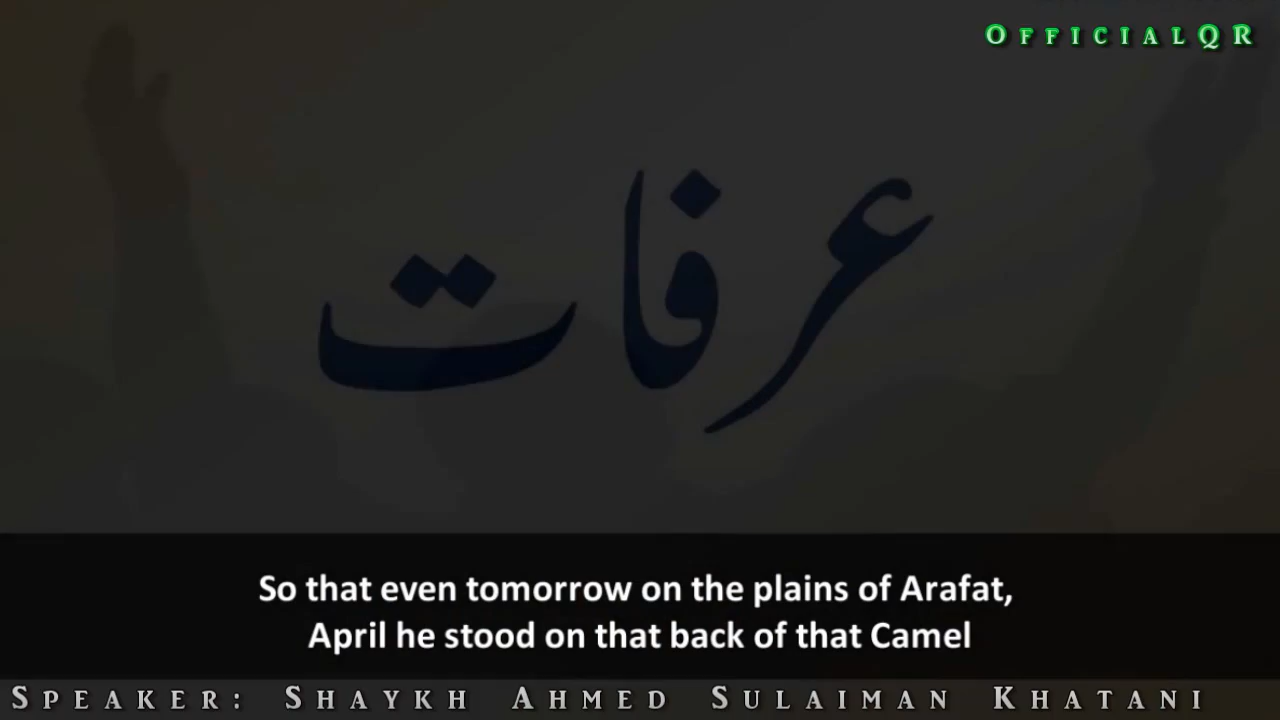 OfficialQR
عرفات
So that even tomorrow on the plains of Arafat,
April he stood on that back of that Camel
Speaker: Shaykh Ahmed Sulaiman Khatani